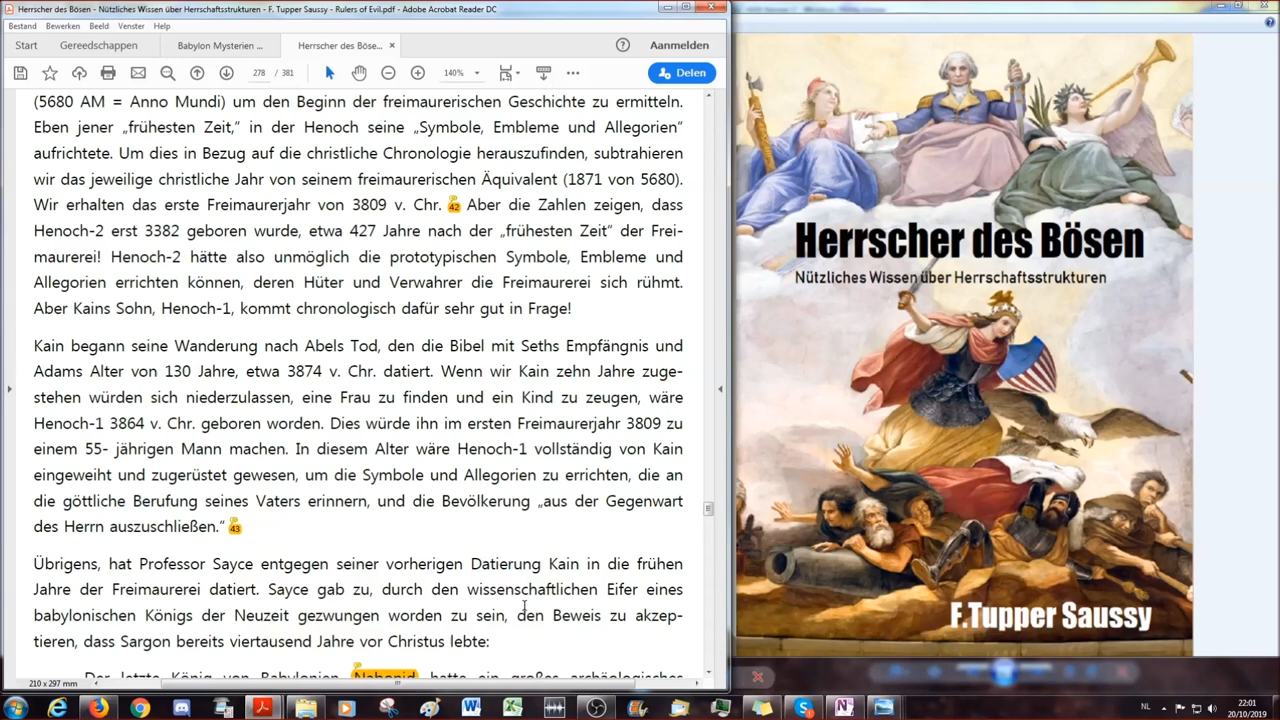 Herrscher des Bösen - Nützliches Wissen über Herrschaftsstrukturen - F. Tupper Saussy - Rulers of Evil.pdf - Adobe Acrobat Reader DC
Bestand Bewerken Beeld Venster Help
Start Gereedschappen Babylon Mysterien ... Herrscher des Böse... × Anmelden
278 / 381 140% Delen
(5680 AM = Anno Mundi) um den Beginn der freimaurerischen Geschichte zu ermitteln.
Eben jener „frühesten Zeit,“ in der Henoch seine „Symbole, Embleme und Allegorien“
aufrichtete. Um dies in Bezug auf die christliche Chronologie herauszufinden, subtrahieren
wir das jeweilige christliche Jahr von seinem freimaurerischen Äquivalent (1871 von 5680).
Wir erhalten das erste Freimaurerjahr von 3809 v. Chr. 42 Aber die Zahlen zeigen, dass
Henoch-2 erst 3382 geboren wurde, etwa 427 Jahre nach der „frühesten Zeit“ der Frei-
maurerei! Henoch-2 hätte also unmöglich die prototypischen Symbole, Embleme und
Allegorien errichten können, deren Hüter und Verwahrer die Freimaurerei sich rühmt.
Aber Kains Sohn, Henoch-1, kommt chronologisch dafür sehr gut in Frage!
Kain begann seine Wanderung nach Abels Tod, den die Bibel mit Seths Empfängnis und
Adams Alter von 130 Jahre, etwa 3874 v. Chr. datiert. Wenn wir Kain zehn Jahre zuge-
stehen würden sich niederzulassen, eine Frau zu finden und ein Kind zu zeugen, wäre
Henoch-1 3864 v. Chr. geboren worden. Dies würde ihn im ersten Freimaurerjahr 3809 zu
einem 55- jährigen Mann machen. In diesem Alter wäre Henoch-1 vollständig von Kain
eingeweiht und zugerüstet gewesen, um die Symbole und Allegorien zu errichten, die an
die göttliche Berufung seines Vaters erinnern, und die Bevölkerung „aus der Gegenwart
des Herrn auszuschließen.“ 43
Übrigens, hat Professor Sayce entgegen seiner vorherigen Datierung Kain in die frühen
Jahre der Freimaurerei datiert. Sayce gab zu, durch den wissenschaftlichen Eifer eines
babylonischen Königs der Neuzeit gezwungen worden zu sein, den Beweis zu akzep-
tieren, dass Sargon bereits viertausend Jahre vor Christus lebte:
Der letzte König von Babylonien, Nabonid, hatte ein großes archäologisches
210 x 297 mm
Herrscher des Bösen
Nützliches Wissen über Herrschaftsstrukturen
F.Tupper Saussy
NL 22:01
20/10/2019